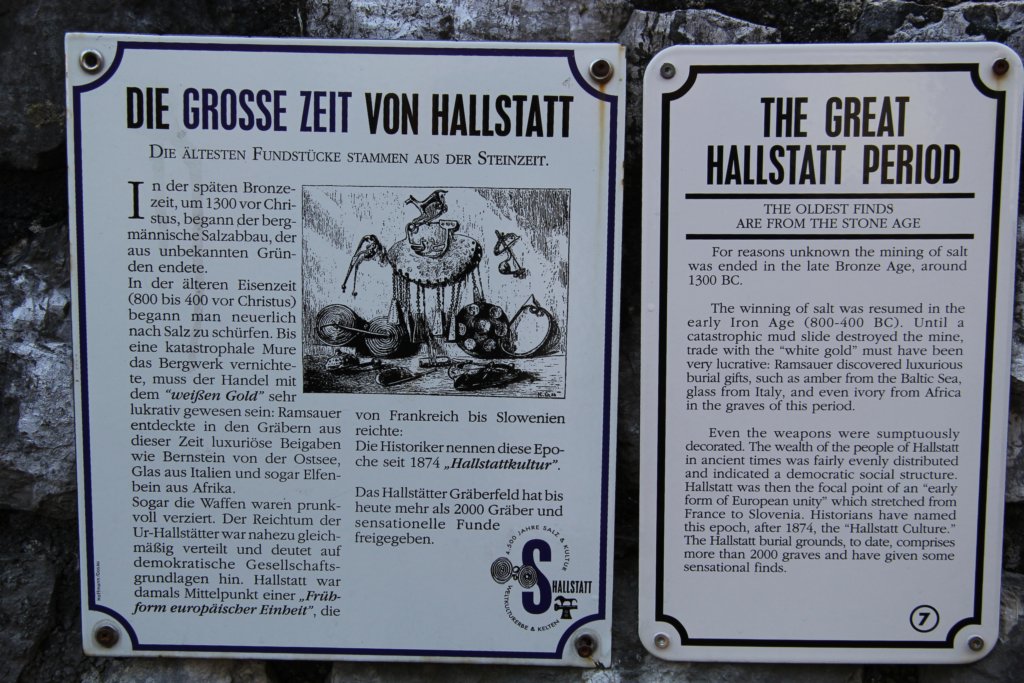 DIE GROSSE ZEIT VON HALLSTATT
DIE ÄLTESTEN FUNDSTÜCKE STAMMEN AUS DER STEINZEIT.
In der späten Bronze-
zeit, um 1300 vor Chri-
stus, begann der berg-
männische Salzabbau, der
aus unbekannten Grün-
den endete.
In der älteren Eisenzeit
(800 bis 400 vor Christus)
begann man neuerlich
nach Salz zu schürfen. Bis
eine katastrophale Mure
das Bergwerk vernichte-
te, muss der Handel mit
dem "weißen Gold" sehr
lukrativ gewesen sein: Ramsauer
entdeckte in den Gräbern aus
dieser Zeit luxuriöse Beigaben
wie Bernstein von der Ostsee,
Glas aus Italien und sogar Elfen-
bein aus Afrika.
Sogar die Waffen waren prunk-
voll verziert. Der Reichtum der
Ur-Hallstätter war nahezu gleich-
mäßig verteilt und deutet auf
demokratische Gesellschafts-
grundlagen hin. Hallstatt war
damals Mittelpunkt einer „Früh-
form europäischer Einheit", die
von Frankreich bis Slowenien
reichte:
Die Historiker nennen diese Epo-
che seit 1874 „Hallstattkultur".
Das Hallstätter Gräberfeld hat bis
heute mehr als 2000 Gräber und
sensationelle Funde
freigegeben.
4.500 JAHRE SALZ & KULTUR
S
HALLSTATT
WELTKULTURERBE & KELTEN
THE GREAT
HALLSTATT PERIOD
THE OLDEST FINDS
ARE FROM THE STONE AGE
For reasons unknown the mining of salt
was ended in the late Bronze Age, around
1300 BC.
The winning of salt was resumed in the
early Iron Age (800-400 BC). Until a
catastrophic mud slide destroyed the mine,
trade with the "white gold" must have been
very lucrative: Ramsauer discovered luxurious
burial gifts, such as amber from the Baltic Sea,
glass from Italy, and even ivory from Africa
in the graves of this period.
Even the weapons were sumptuously
decorated. The wealth of the people of Hallstatt
in ancient times was fairly evenly distributed
and indicated a democratic social structure.
Hallstatt was then the focal point of an "early
form of European unity" which stretched from
France to Slovenia. Historians have named
this epoch, after 1874, the "Hallstatt Culture."
The Hallstatt burial grounds, to date, comprises
more than 2000 graves and have given some
sensational finds.
7